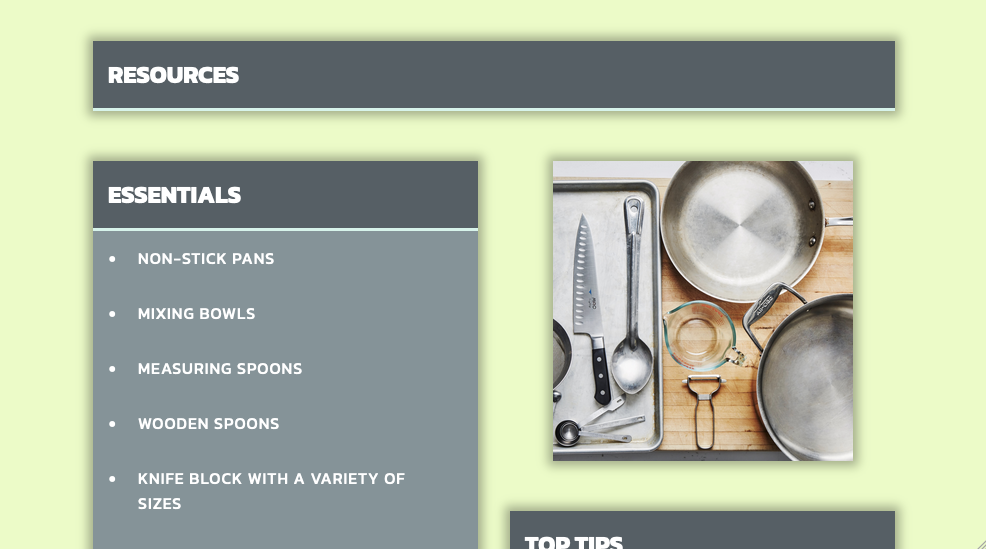 RESOURCES
ESSENTIALS
NON-STICK PANS
MIXING BOWLS
MEASURING SPOONS
WOODEN SPOONS
KNIFE BLOCK WITH A VARIETY OF
SIZES
TOP TIPS